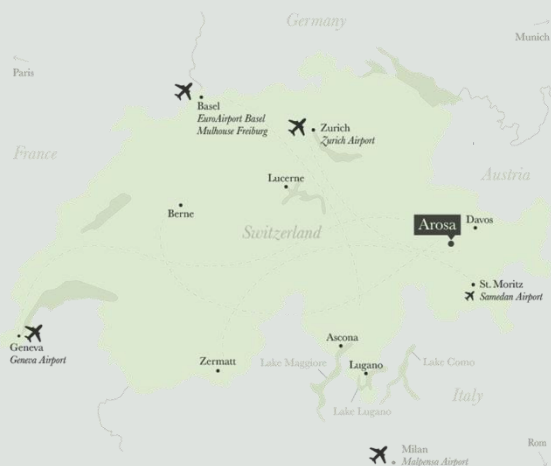 Germany
Munich
Paris
Basel
EuroAirport Basel
Mulhouse Freiburg
Zurich
Zurich Airport
France
Lucerne
Austria
Berne
Switzerland
Arosa
Davos
St. Moritz
Samedan Airport
Geneva
Geneva Airport
Ascona
Zermatt
Lake Maggiore
Lugano
Lake Como
Lake Lugano
Italy
Milan
Malpensa Airport
Rom